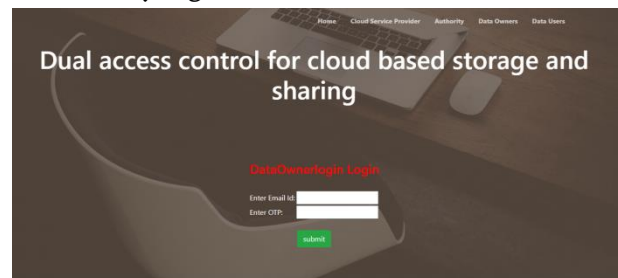 Home Cloud Service Provider Authority Data Owners Data Users
Dual access control for cloud based storage and
sharing
DataOwnerlogin Login
Enter Email Id:
Enter OTP:
submit